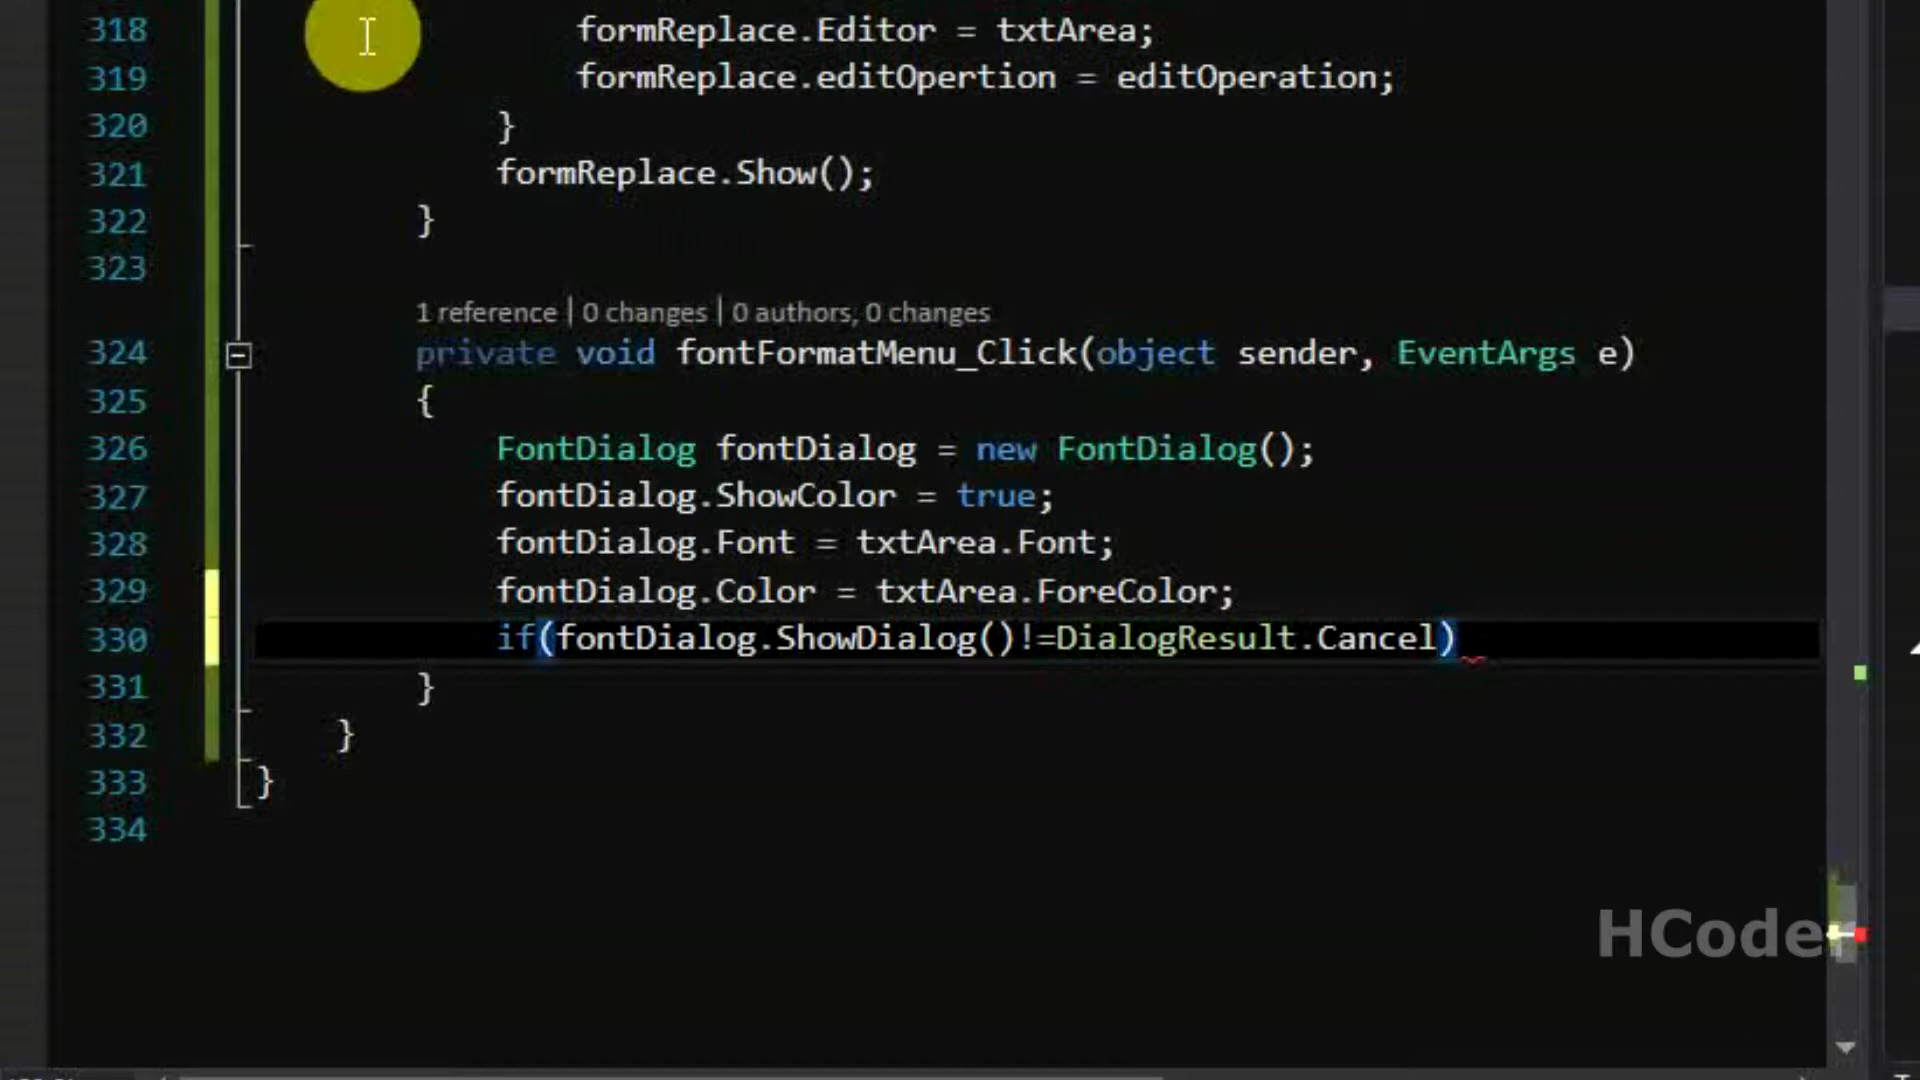 318 formReplace.Editor = txtArea;
319 formReplace.editOpertion = editOperation;
320 }
321 formReplace.Show();
322 }
323
1 reference | 0 changes | 0 authors, 0 changes
324 private void fontFormatMenu_Click(object sender, EventArgs e)
325 {
326 FontDialog fontDialog = new FontDialog();
327 fontDialog.ShowColor = true;
328 fontDialog.Font = txtArea.Font;
329 fontDialog.Color = txtArea.ForeColor;
330 if(fontDialog.ShowDialog()!=DialogResult.Cancel)
331 }
332 }
333 }
334
HCoder